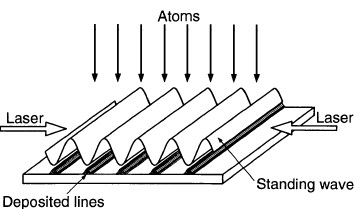 Atoms
Laser
Laser
Standing wave
Deposited lines